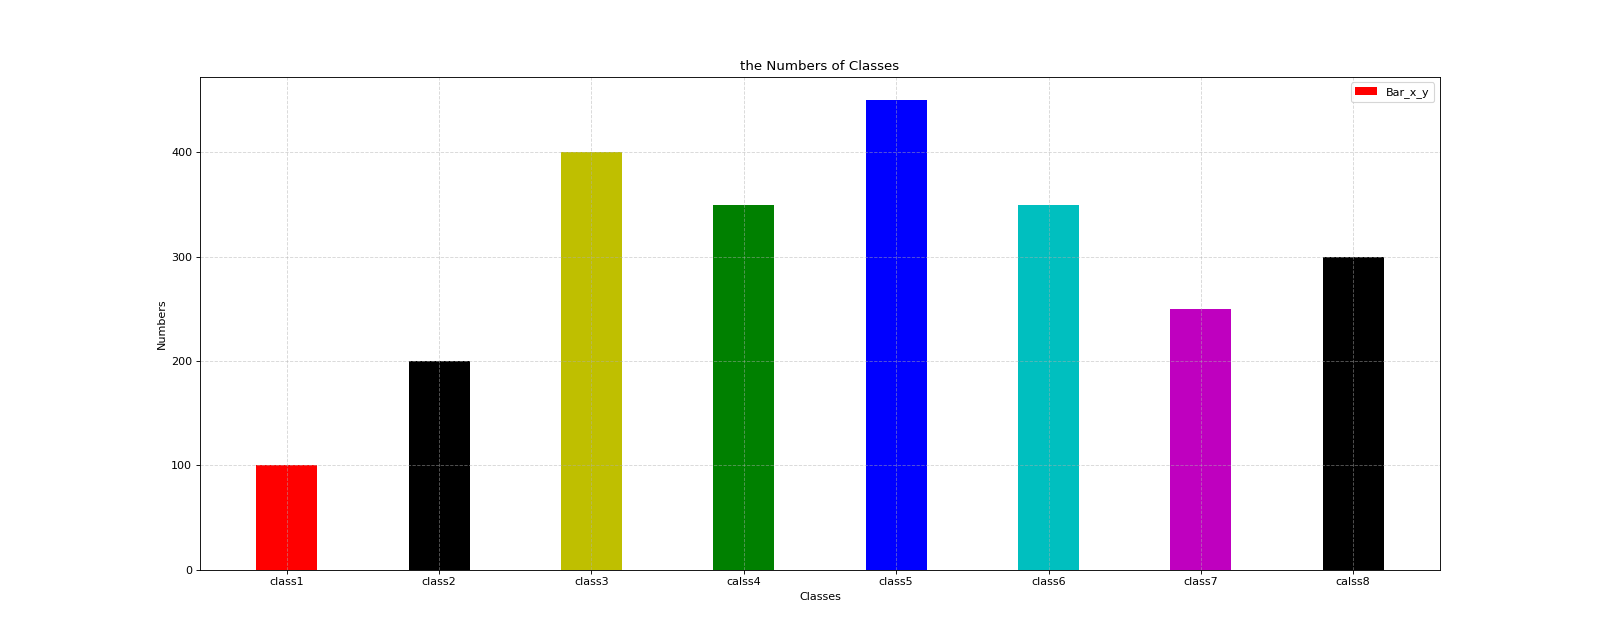 the Numbers of Classes
Bar_x_y
400
300
200
100
0
Numbers
class1 class2 class3 calss4 class5 class6 class7 calss8
Classes